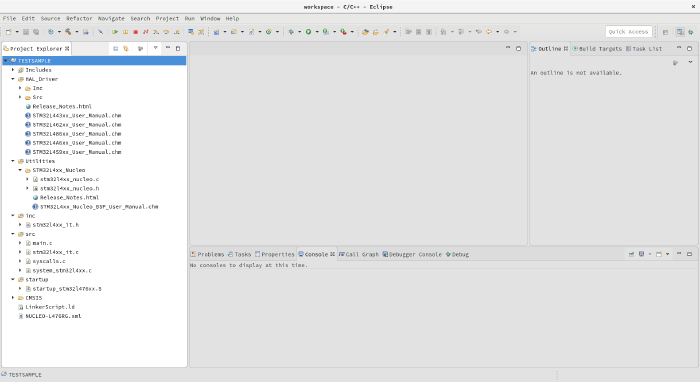 workspace - C/C++ - Eclipse
File Edit Source Refactor Navigate Search Project Run Window Help
Quick Access
Project Explorer
TESTSAMPLE
Includes
HAL_Driver
Inc
Src
Release_Notes.html
STM32L443xx_User_Manual.chm
STM32L462xx_User_Manual.chm
STM32L486xx_User_Manual.chm
STM32L4A6xx_User_Manual.chm
STM32L4S9xx_User_Manual.chm
Utilities
STM32L4xx_Nucleo
stm32l4xx_nucleo.c
stm32l4xx_nucleo.h
Release_Notes.html
STM32L4xx_Nucleo_BSP_User_Manual.chm
inc
stm32l4xx_it.h
src
main.c
stm32l4xx_it.c
syscalls.c
system_stm32l4xx.c
startup
startup_stm32l476xx.S
CMSIS
LinkerScript.ld
NUCLEO-L476RG.xml
Outline Build Targets Task List
An outline is not available.
Problems Tasks Properties Console Call Graph Debugger Console Debug
No consoles to display at this time.
TESTSAMPLE